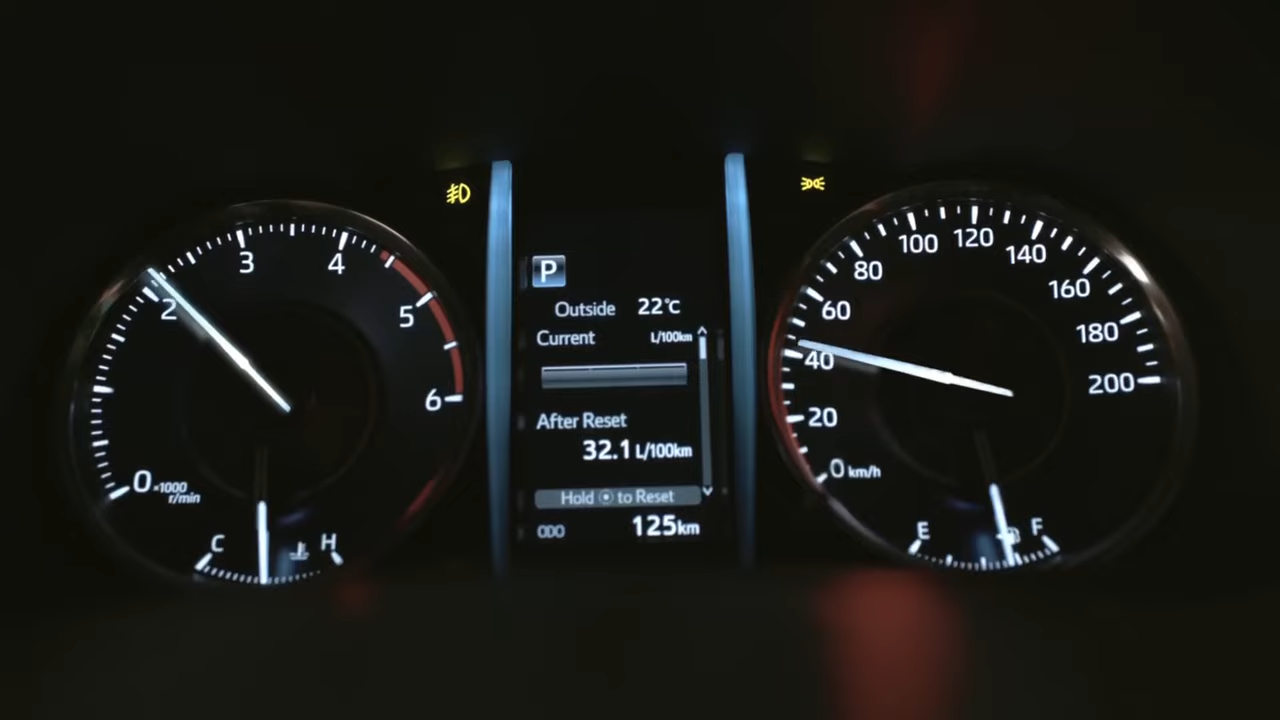 0
2
3
4
5
6
×1000
r/min
C
H
P
Outside 22°C
Current L/100km
After Reset
32.1 L/100km
Hold to Reset
ODO 125km
0 km/h
20
40
60
80
100
120
140
160
180
200
E
F